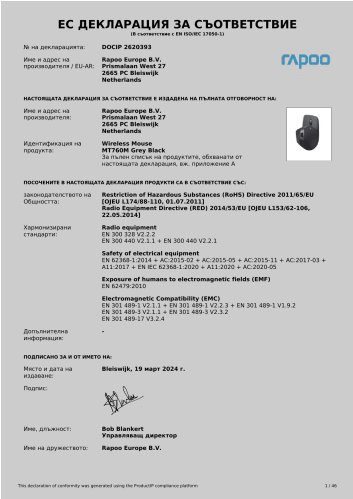 ЕС ДЕКЛАРАЦИЯ ЗА СЪОТВЕТСТВИЕ
(В съответствие с EN ISO/IEC 17050-1)
№ на декларацията: DOCIP 2620393
Име и адрес на производителя / EU-AR: Rapoo Europe B.V.
Prismalaan West 27
2665 PC Bleiswijk
Netherlands
rapoo
НАСТОЯЩАТА ДЕКЛАРАЦИЯ ЗА СЪОТВЕТСТВИЕ Е ИЗДАДЕНА НА ПЪЛНАТА ОТГОВОРНОСТ НА:
Име и адрес на производителя: Rapoo Europe B.V.
Prismalaan West 27
2665 PC Bleiswijk
Netherlands
Идентификация на продукта: Wireless Mouse
MT760M Grey Black
За пълен списък на продуктите, обхванати от
настоящата декларация, вж. приложение A
ПОСОЧЕНИТЕ В НАСТОЯЩАТА ДЕКЛАРАЦИЯ ПРОДУКТИ СА В СЪОТВЕТСТВИЕ СЪС:
законодателството на Общността: Restriction of Hazardous Substances (RoHS) Directive 2011/65/EU
[OJEU L174/88-110, 01.07.2011]
Radio Equipment Directive (RED) 2014/53/EU [OJEU L153/62-106,
22.05.2014]
Хармонизирани стандарти: Radio equipment
EN 300 328 V2.2.2
EN 300 440 V2.1.1 + EN 300 440 V2.2.1
Safety of electrical equipment
EN 62368-1:2014 + AC:2015-02 + AC:2015-05 + AC:2015-11 + AC:2017-03 +
A11:2017 + EN IEC 62368-1:2020 + A11:2020 + AC:2020-05
Exposure of humans to electromagnetic fields (EMF)
EN 62479:2010
Electromagnetic Compatibility (EMC)
EN 301 489-1 V2.1.1 + EN 301 489-1 V2.2.3 + EN 301 489-1 V1.9.2
EN 301 489-3 V2.1.1 + EN 301 489-3 V2.3.2
EN 301 489-17 V3.2.4
Допълнителна информация: -
ПОДПИСАНО ЗА И ОТ ИМЕТО НА:
Място и дата на издаване: Bleiswijk, 19 март 2024 г.
Подпис:
Име, длъжност: Bob Blankert
Управляващ директор
Име на дружеството: Rapoo Europe B.V.
This declaration of conformity was generated using the ProductIP compliance platform 1 / 46